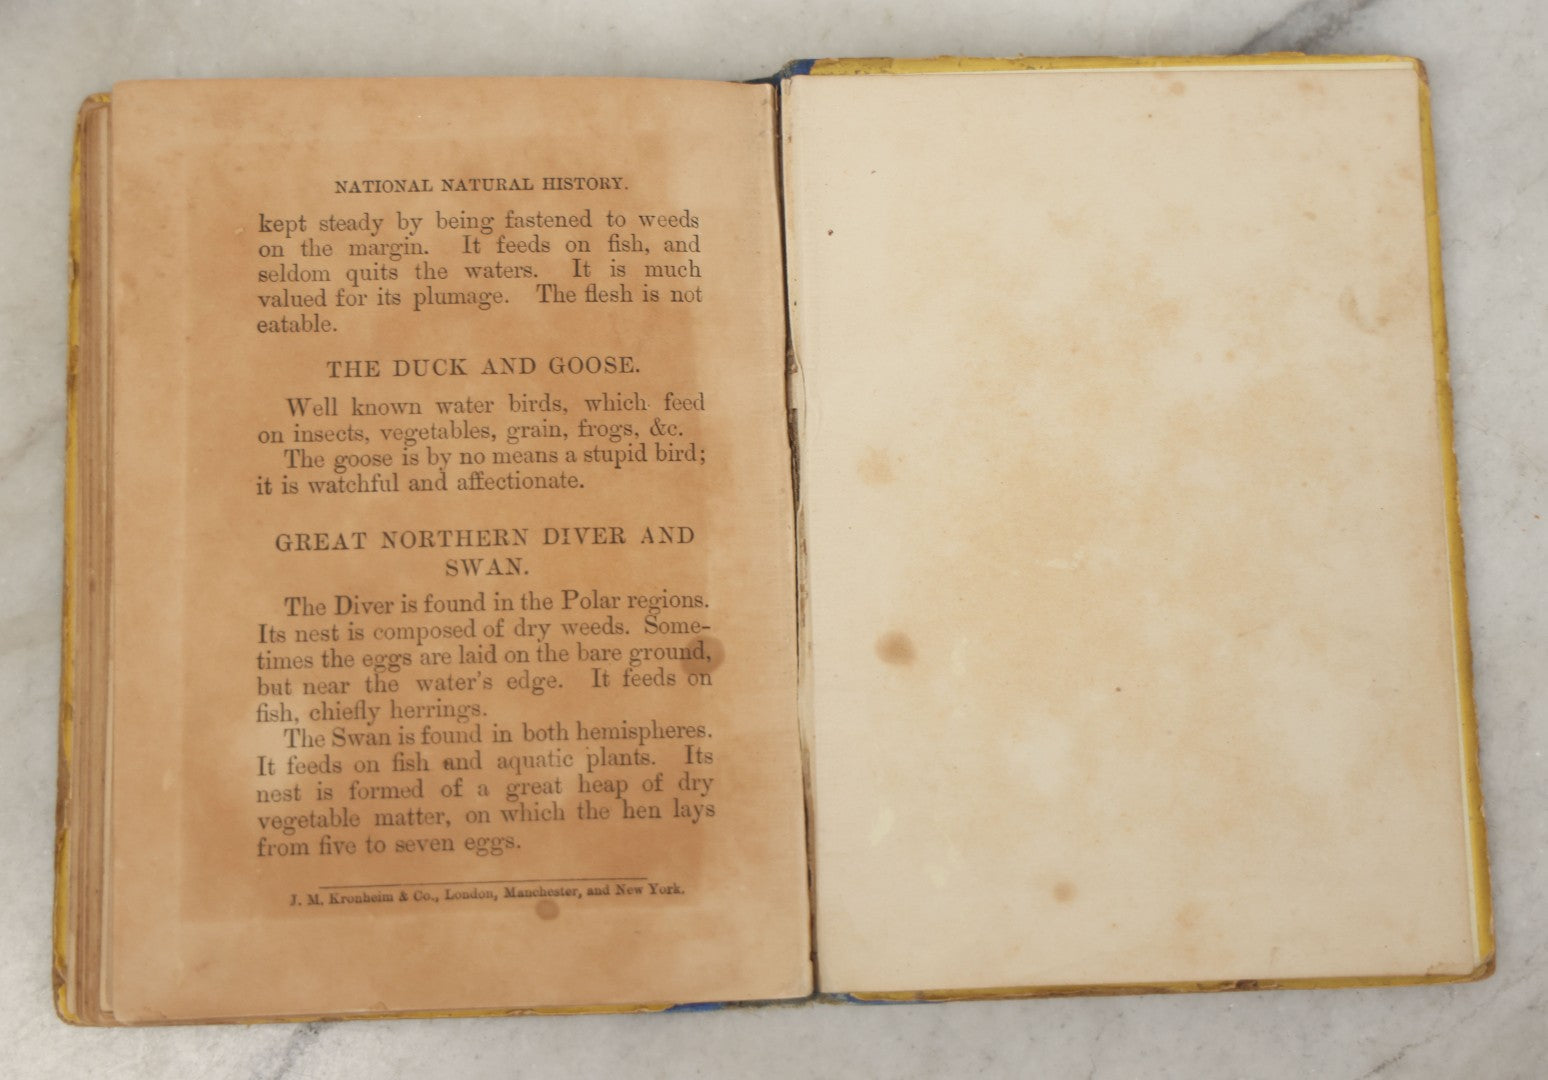 NATIONAL NATURAL HISTORY.
kept steady by being fastened to weeds
on the margin. It feeds on fish, and
seldom quits the waters. It is much
valued for its plumage. The flesh is not
eatable.
THE DUCK AND GOOSE.
Well known water birds, which feed
on insects, vegetables, grain, frogs, &c.
The goose is by no means a stupid bird;
it is watchful and affectionate.
GREAT NORTHERN DIVER AND
SWAN.
The Diver is found in the Polar regions.
Its nest is composed of dry weeds. Some-
times the eggs are laid on the bare ground,
but near the water's edge. It feeds on
fish, chiefly herrings.
The Swan is found in both hemispheres.
It feeds on fish and aquatic plants. Its
nest is formed of a great heap of dry
vegetable matter, on which the hen lays
from five to seven eggs.
J. M. Kronheim & Co., London, Manchester, and New York.